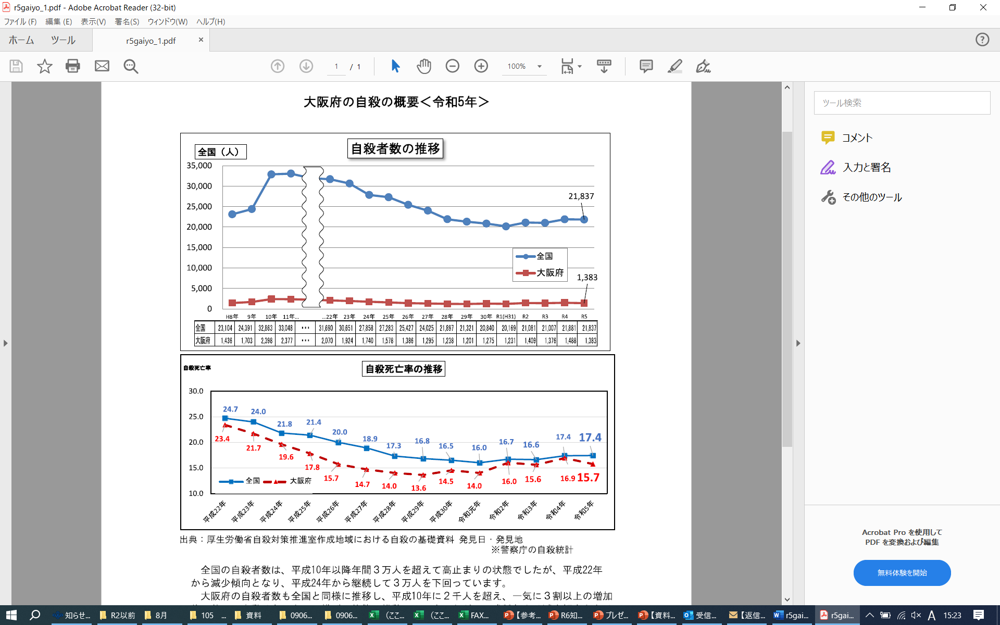 r5gaiyo_1.pdf - Adobe Acrobat Reader (32-bit)
ファイル (F) 編集 (E) 表示(V) 署名(S) ウィンドウ(W) ヘルプ(H)
ホーム ツール r5gaiyo_1.pdf ×
1 / 1 100%
大阪府の自殺の概要＜令和5年＞
全国（人） 自殺者数の推移
35,000
30,000
25,000
20,000
15,000
10,000
5,000
0
21,837
全国
大阪府
1,383
H8年 9年 10年 11年… …22年 23年 24年 25年 26年 27年 28年 29年 30年 R1(H31) R2 R3 R4 R5
全国 23,104 24,391 32,863 33,048 … 31,690 30,651 27,858 27,283 25,427 24,025 21,897 21,321 20,840 20,169 21,081 21,007 21,881 21,837
大阪府 1,436 1,703 2,398 2,377 … 2,070 1,924 1,740 1,578 1,386 1,295 1,238 1,201 1,275 1,231 1,409 1,376 1,488 1,383
自殺死亡率 自殺死亡率の推移
30.0
25.0
20.0
15.0
10.0
24.7 24.0 21.8 21.4 20.0 18.9 17.3 16.8 16.5 16.0 16.7 16.6 17.4 17.4
23.4 21.7 19.6 17.8 15.7 14.7 14.0 13.6 14.5 14.0 16.0 15.6 16.9 15.7
全国 大阪府
平成22年 平成23年 平成24年 平成25年 平成26年 平成27年 平成28年 平成29年 平成30年 令和元年 令和2年 令和3年 令和4年 令和5年
出典：厚生労働省自殺対策推進室作成地域における自殺の基礎資料 発見日・発見地
※警察庁の自殺統計
全国の自殺者数は、平成10年以降年間３万人を超えて高止まりの状態でしたが、平成22年
から減少傾向となり、平成24年から継続して３万人を下回っています。
大阪府の自殺者数も全国と同様に推移し、平成10年に２千人を超え、一気に３割以上の増加
ツール検索
コメント
入力と署名
その他のツール
Acrobat Pro を使用して
PDF を変換および編集
無料体験を開始
知らせ... R2以前 8月 105 ... 資料 0906... 0906... （ここ... （ここ... FAX... 【参考... R6知... プレゼ... 【資料... 受信... 【返信... r5gai... r5gai... A 15:23